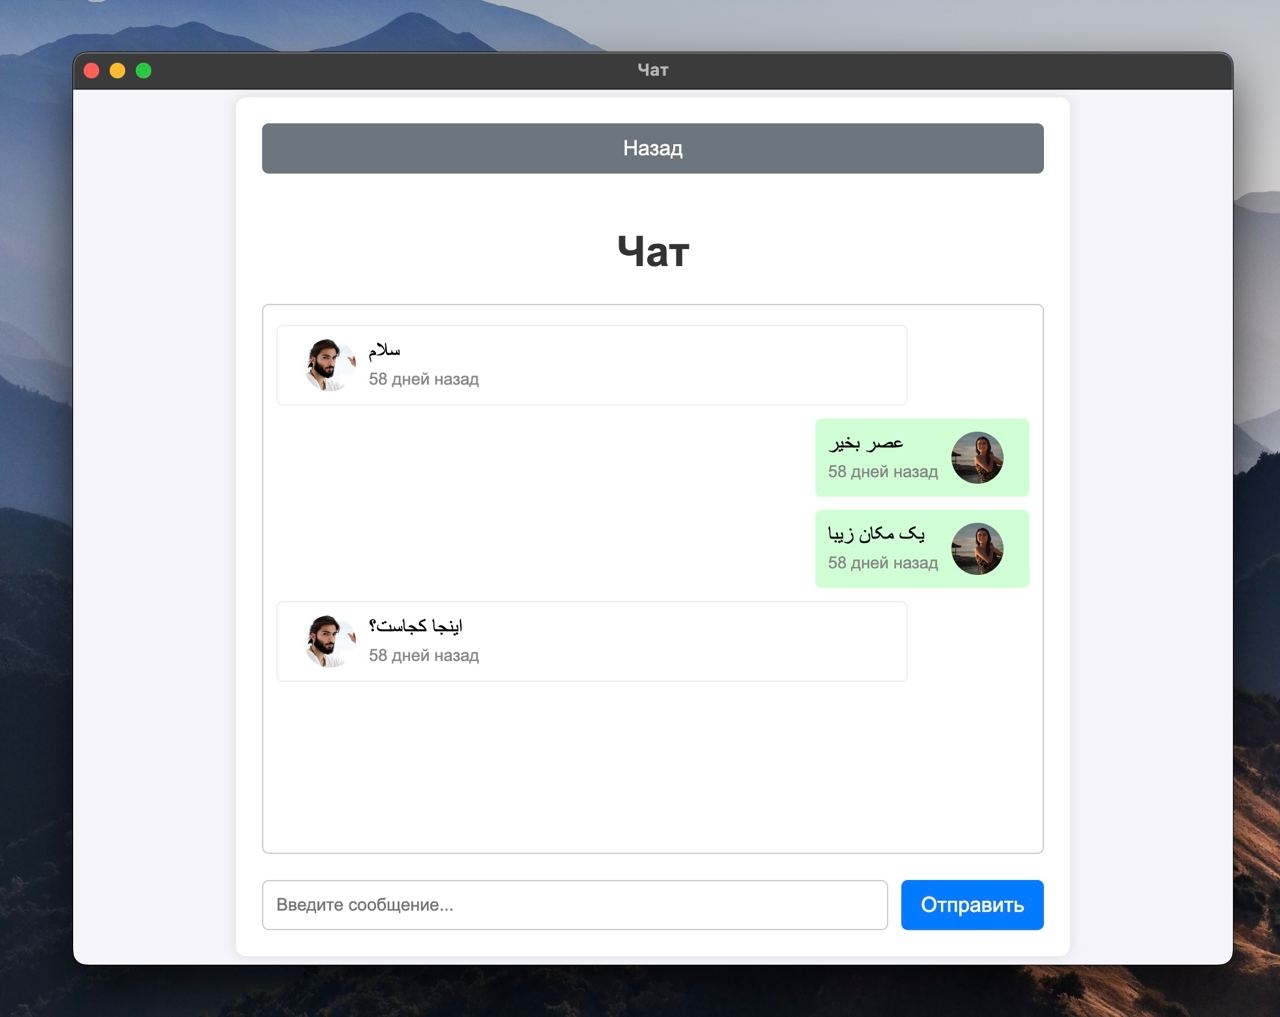 Чат
Назад
Чат
سلام
58 дней назад
عصر بخیر
58 дней назад
یک مکان زیبا
58 дней назад
اینجا کجاست؟
58 дней назад
Введите сообщение...
Отправить